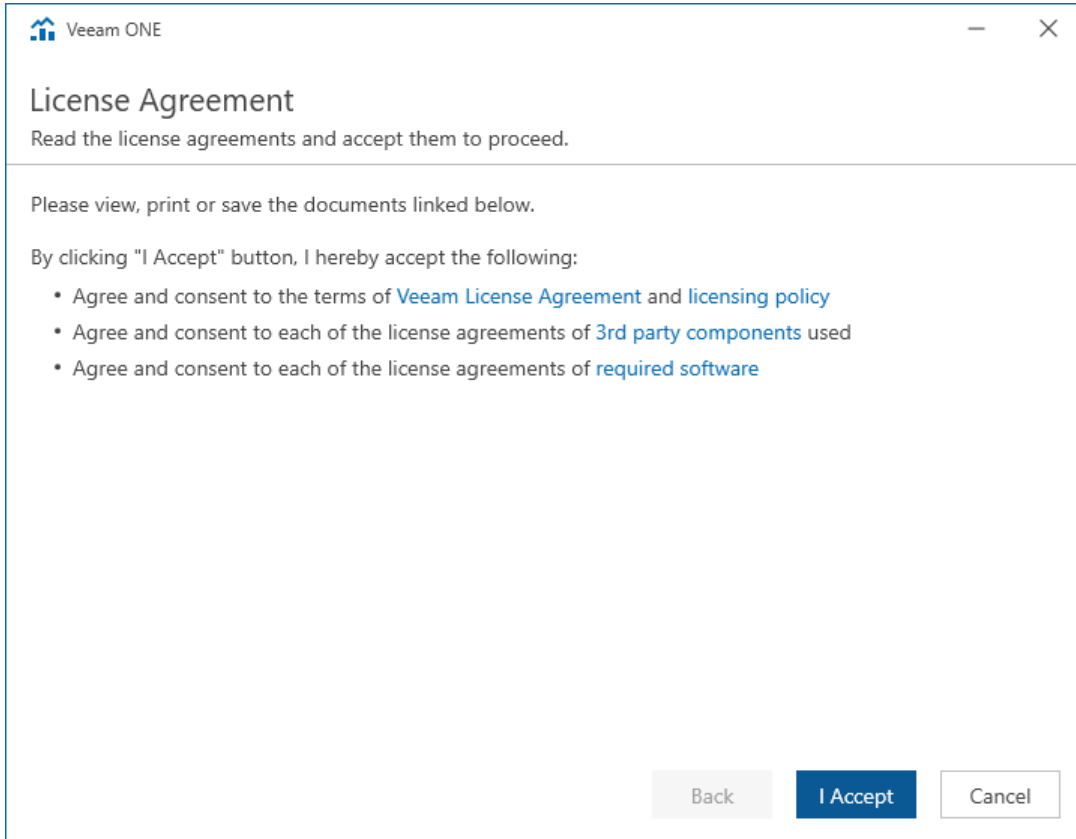 Veeam ONE
License Agreement
Read the license agreements and accept them to proceed.
Please view, print or save the documents linked below.
By clicking "I Accept" button, I hereby accept the following:
• Agree and consent to the terms of Veeam License Agreement and licensing policy
• Agree and consent to each of the license agreements of 3rd party components used
• Agree and consent to each of the license agreements of required software
Back I Accept Cancel